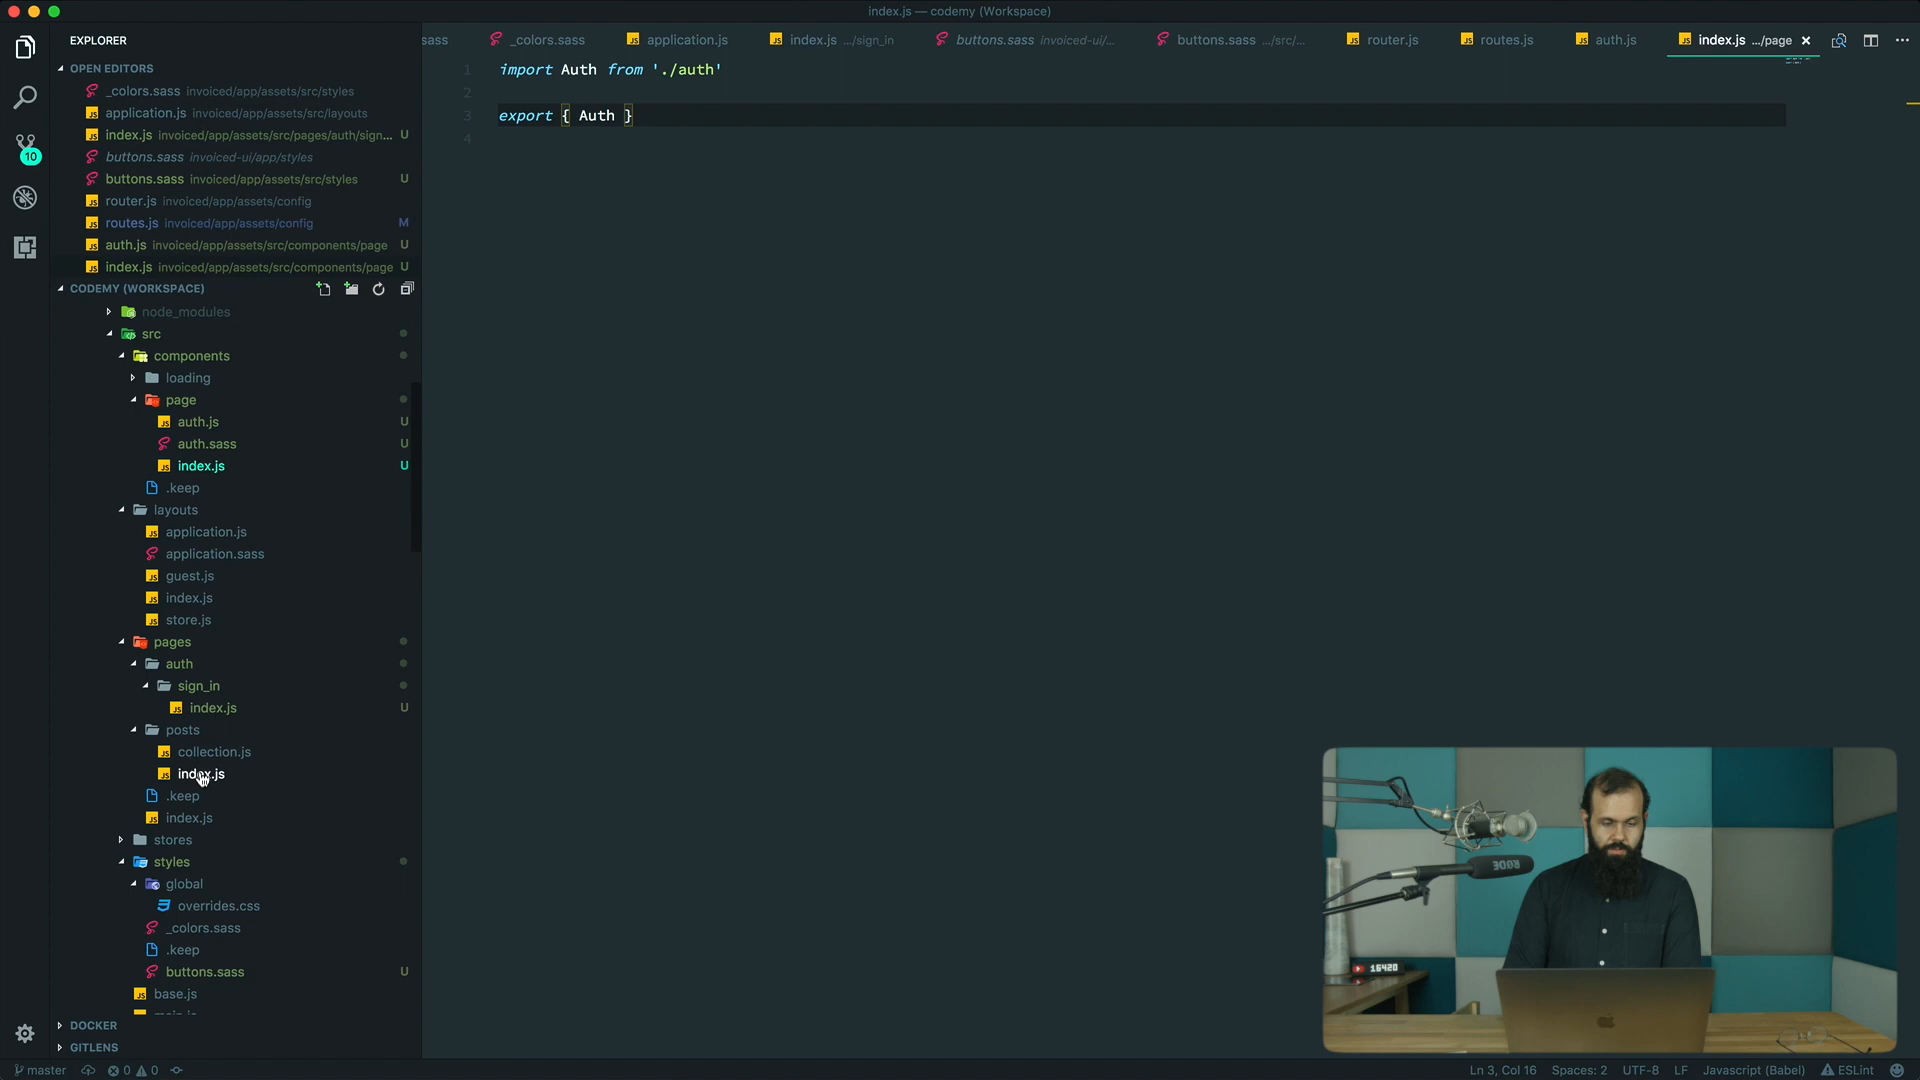 index.js — codemy (Workspace)
EXPLORER
sass
_colors.sass
application.js
index.js .../sign_in
buttons.sass invoiced-ui/...
buttons.sass .../src/...
router.js
routes.js
auth.js
index.js .../page
OPEN EDITORS
_colors.sass invoiced/app/assets/src/styles
application.js invoiced/app/assets/src/layouts
index.js invoiced/app/assets/src/pages/auth/sign... U
buttons.sass invoiced-ui/app/styles
buttons.sass invoiced/app/assets/src/styles U
router.js invoiced/app/assets/config
routes.js invoiced/app/assets/config M
auth.js invoiced/app/assets/src/components/page U
index.js invoiced/app/assets/src/components/page U
10
CODEMY (WORKSPACE)
node_modules
src
components
loading
page
auth.js U
auth.sass U
index.js U
.keep
layouts
application.js
application.sass
guest.js
index.js
store.js
pages
auth
sign_in
index.js U
posts
collection.js
index.js
.keep
index.js
stores
styles
global
overrides.css
_colors.sass
.keep
buttons.sass U
base.js
DOCKER
GITLENS
1 import Auth from './auth'
2
3 export { Auth }
4
RØDE
16420
master
0 0
Ln 3, Col 16
Spaces: 2
UTF-8
LF
Javascript (Babel)
ESLint